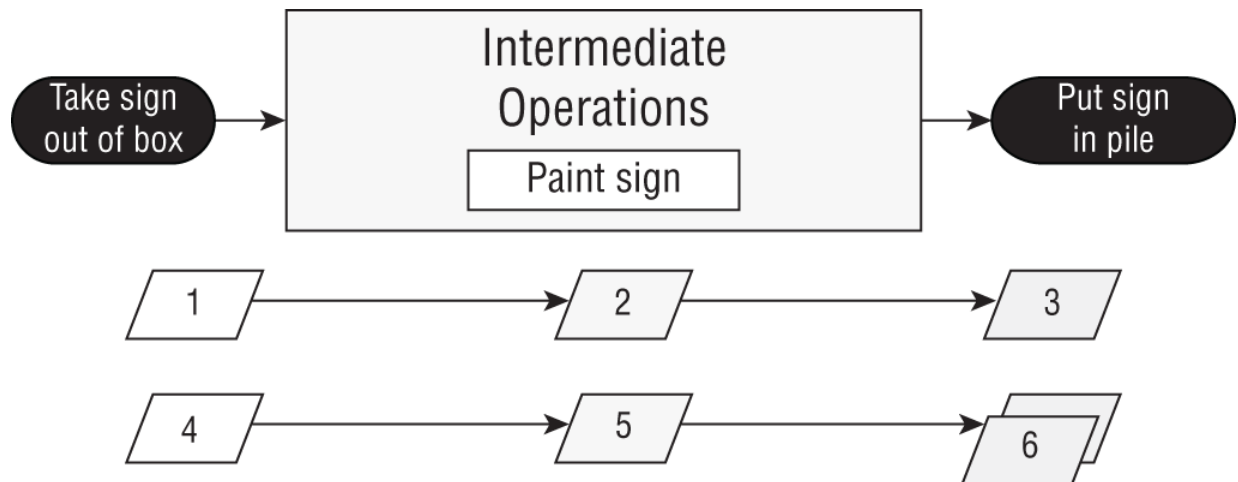 Take sign
out of box
Intermediate
Operations
Paint sign
Put sign
in pile
1
2
3
4
5
6